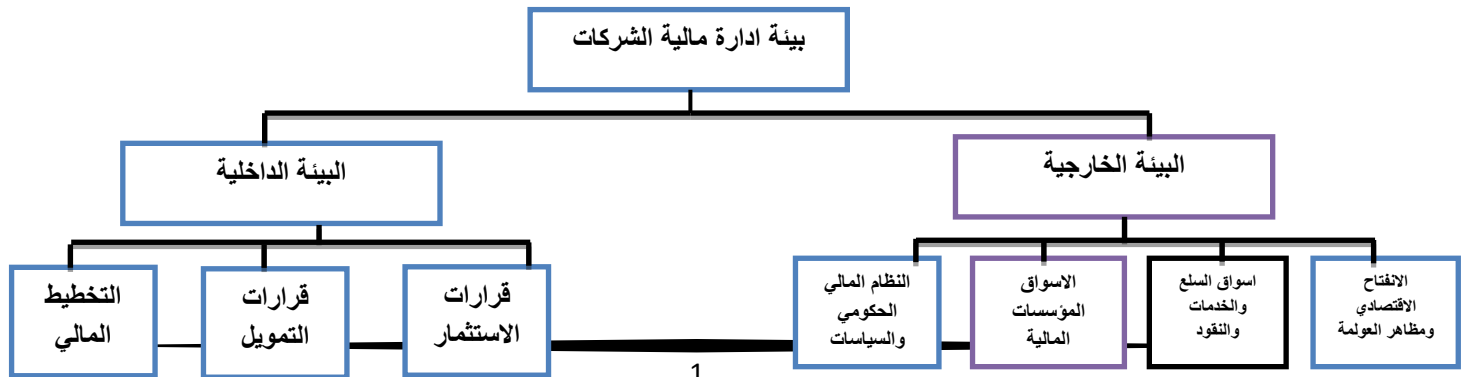 بيئة ادارة مالية الشركات
البيئة الخارجية
البيئة الداخلية
الانفتاح
الاقتصادي
ومظاهر العولمة
اسواق السلع
والخدمات
والنقود
الاسواق
المؤسسات
المالية
النظام المالي
الحكومي
والسياسات
قرارات
الاستثمار
قرارات
التمويل
التخطيط
المالي
1